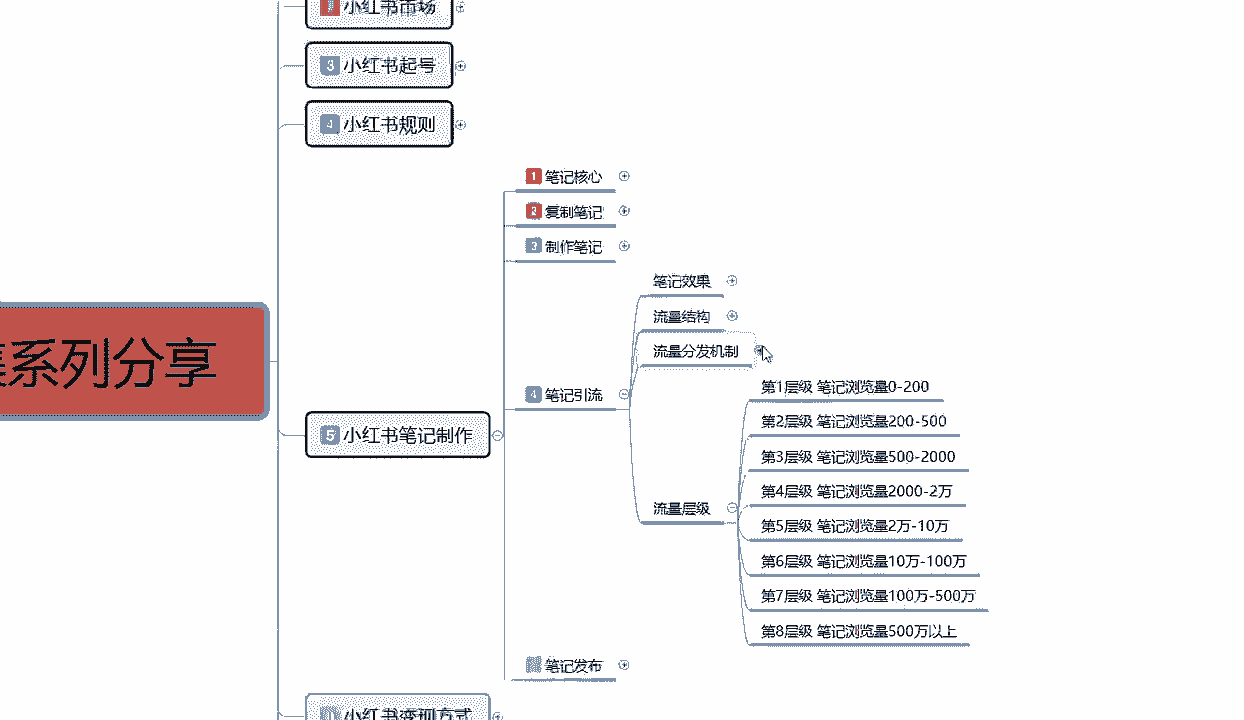 小红书市场
3 小红书起号
4 小红书规则
1 笔记核心
2 复制笔记
3 制作笔记
笔记效果
流量结构
流量分发机制
系列分享
4 笔记引流
第1层级 笔记浏览量0-200
第2层级 笔记浏览量200-500
5 小红书笔记制作
第3层级 笔记浏览量500-2000
第4层级 笔记浏览量2000-2万
流量层级
第5层级 笔记浏览量2万-10万
第6层级 笔记浏览量10万-100万
第7层级 笔记浏览量100万-500万
第8层级 笔记浏览量500万以上
笔记发布
小红书变现方式